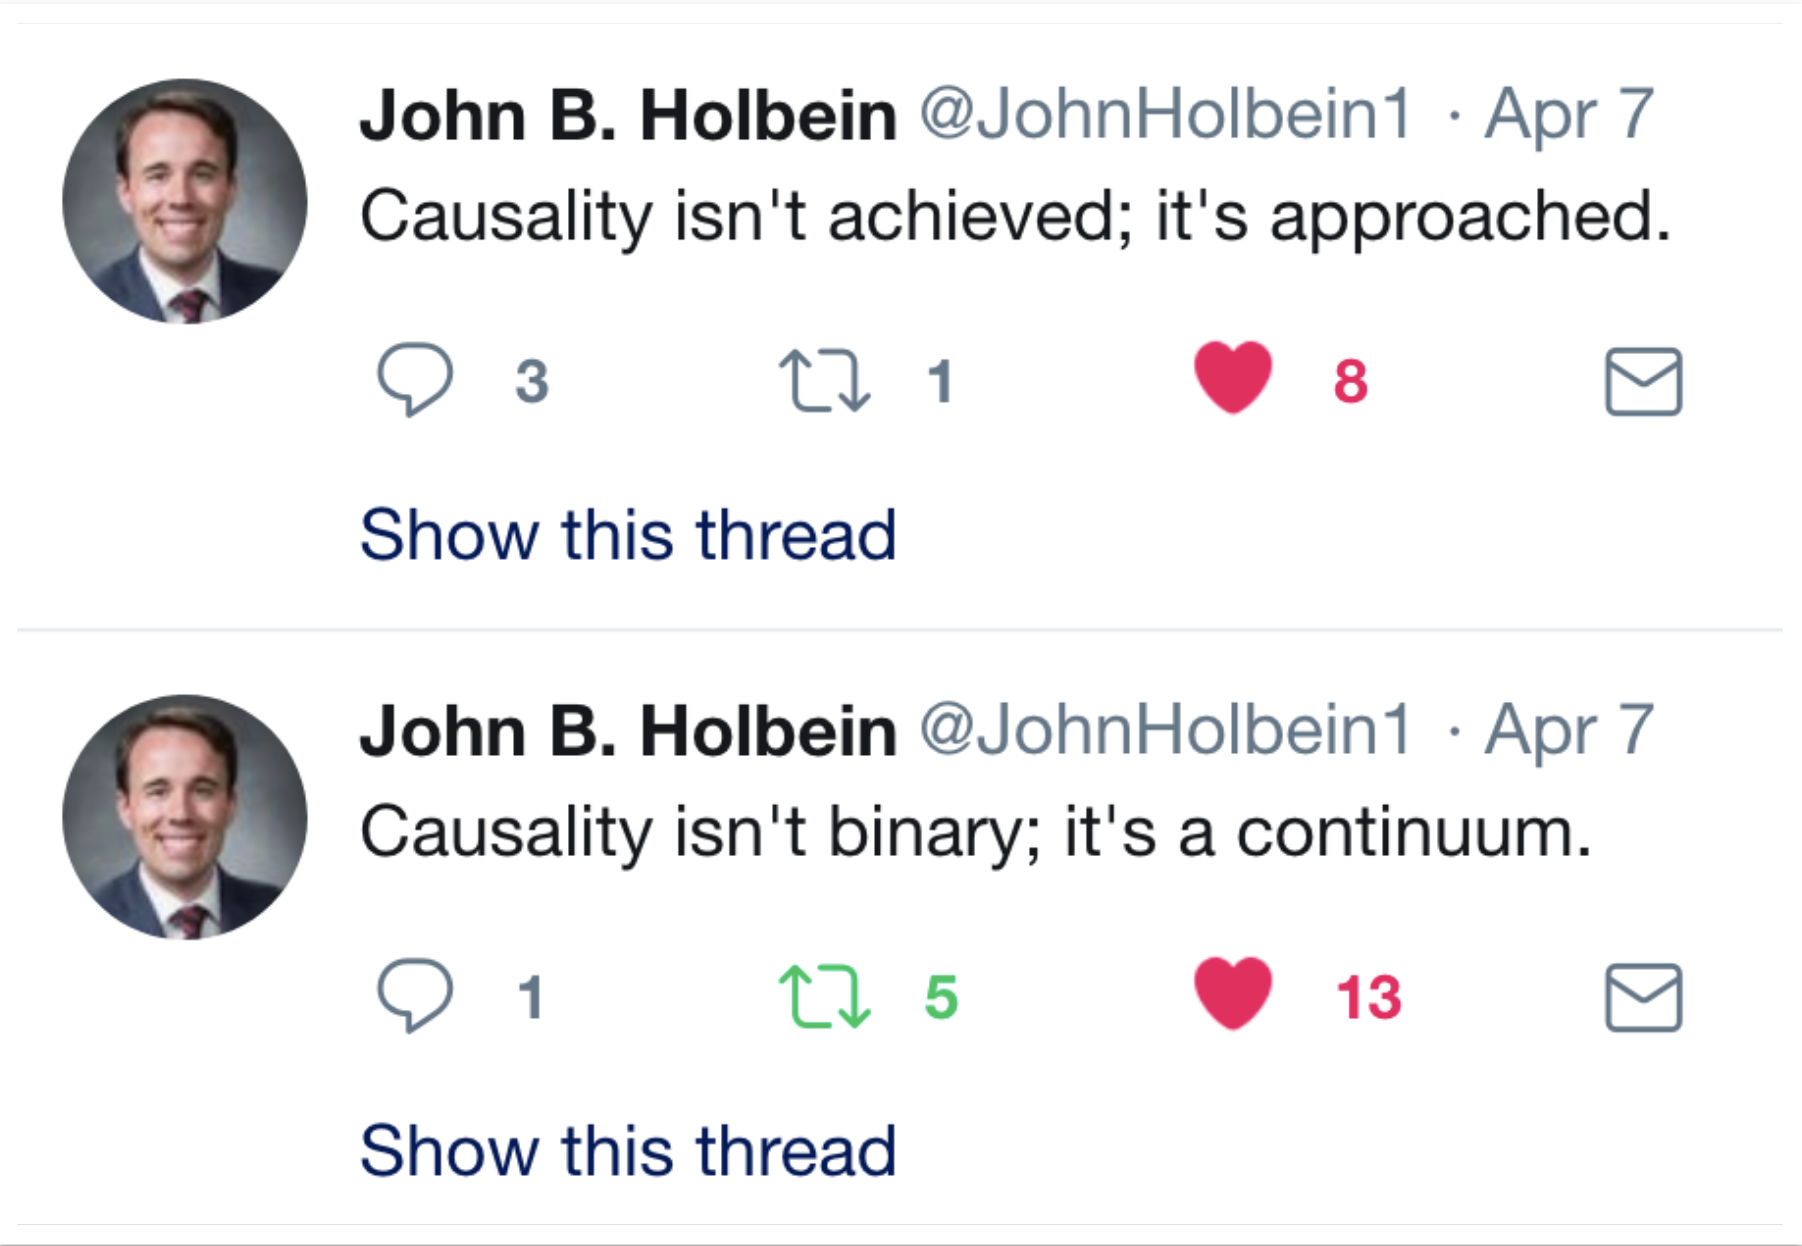 John B. Holbein @JohnHolbein1 · Apr 7
Causality isn't achieved; it's approached.
3 1 8
Show this thread
John B. Holbein @JohnHolbein1 · Apr 7
Causality isn't binary; it's a continuum.
1 5 13
Show this thread